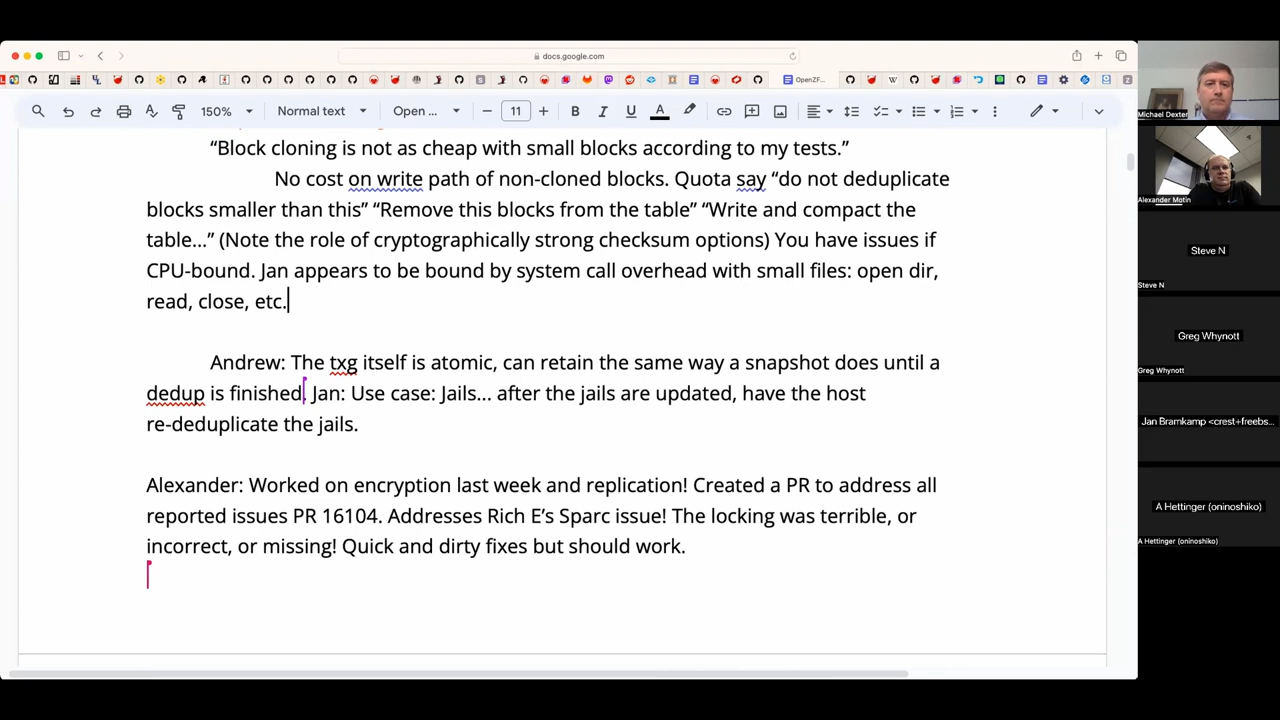 docs.google.com
OpenZF...
150%
Normal text
Open ...
11
“Block cloning is not as cheap with small blocks according to my tests.”
No cost on write path of non-cloned blocks. Quota say “do not deduplicate
blocks smaller than this” “Remove this blocks from the table” “Write and compact the
table…” (Note the role of cryptographically strong checksum options) You have issues if
CPU-bound. Jan appears to be bound by system call overhead with small files: open dir,
read, close, etc.
Andrew: The txg itself is atomic, can retain the same way a snapshot does until a
dedup is finished. Jan: Use case: Jails… after the jails are updated, have the host
re-deduplicate the jails.
Alexander: Worked on encryption last week and replication! Created a PR to address all
reported issues PR 16104. Addresses Rich E’s Sparc issue! The locking was terrible, or
incorrect, or missing! Quick and dirty fixes but should work.
Michael Dexter
Alexander Motin
Steve N
Steve N
Greg Whynott
Greg Whynott
Jan Bramkamp <crest+freebs...
A Hettinger (oninoshiko)
A Hettinger (oninoshiko)